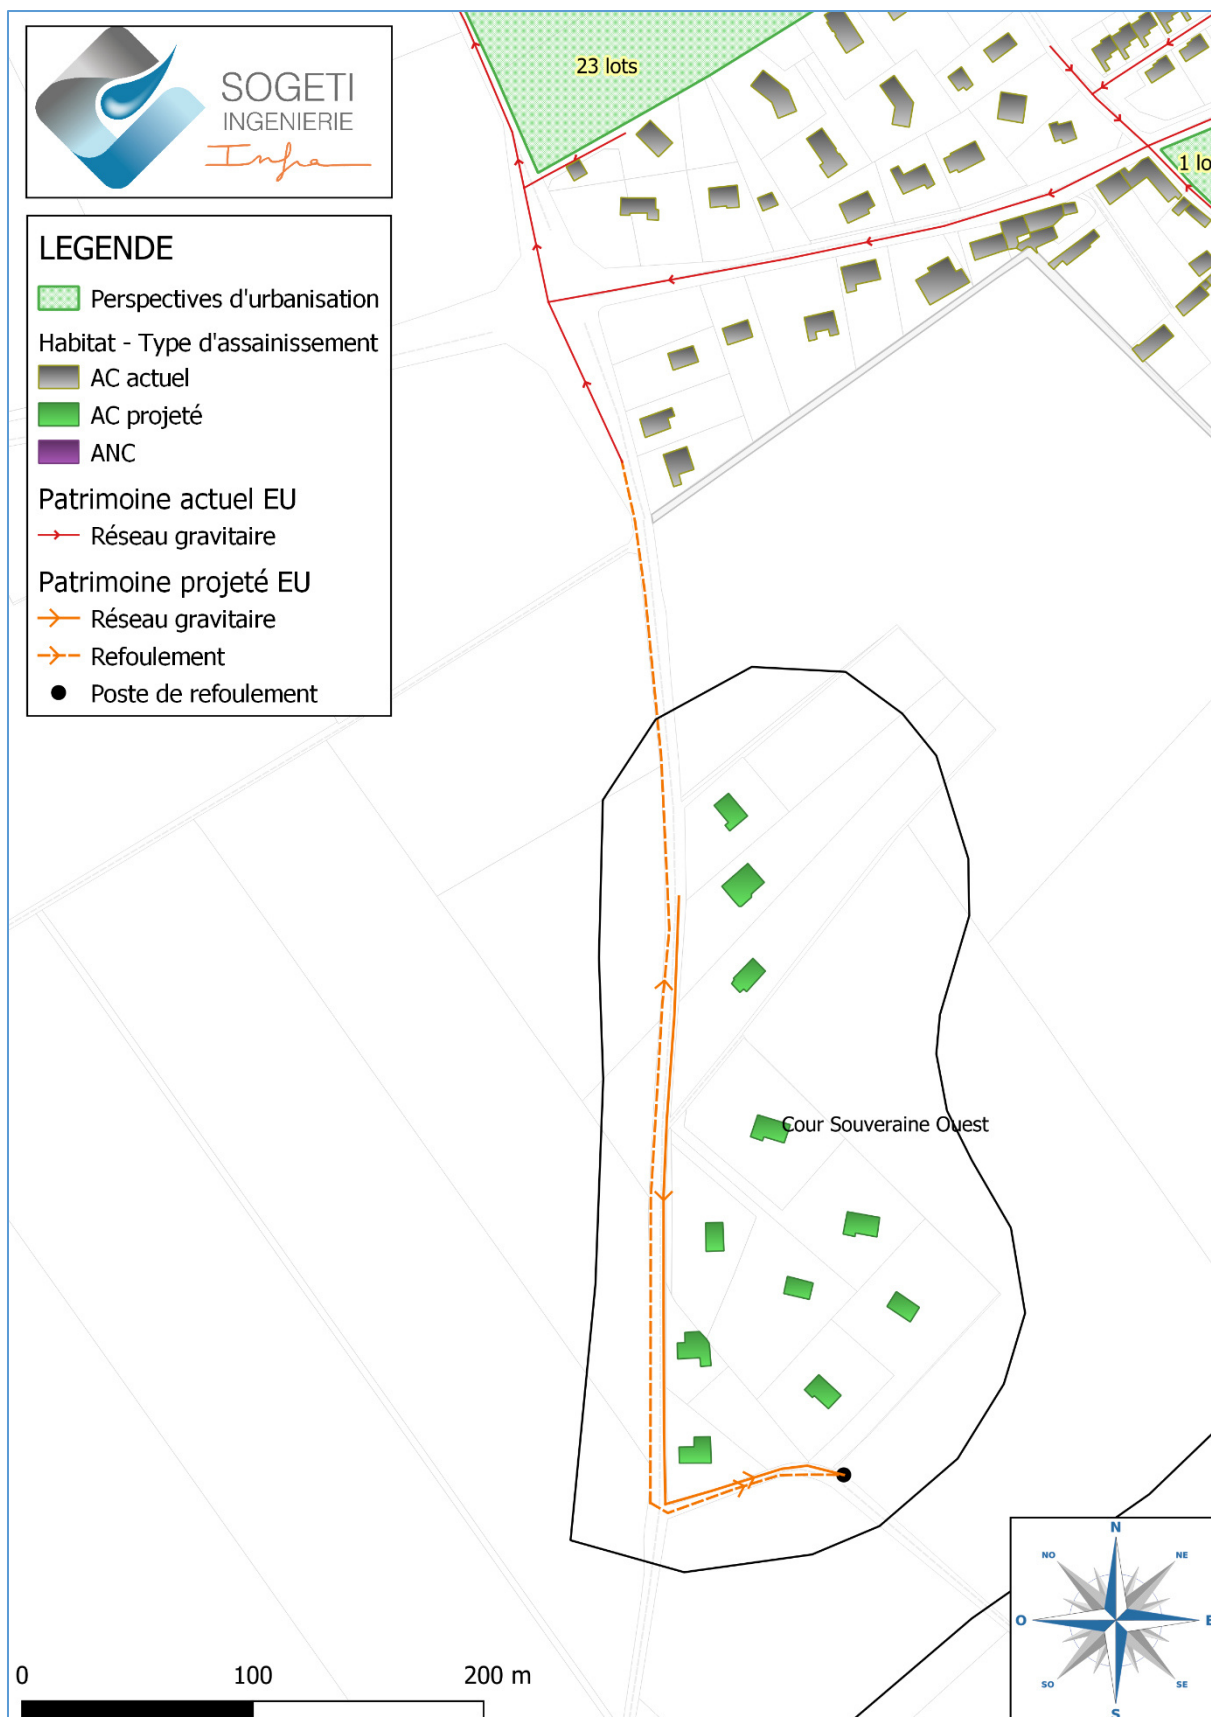 SOGETI
INGENIERIE
Infra
LEGENDE
Perspectives d'urbanisation
Habitat - Type d'assainissement
AC actuel
AC projeté
ANC
Patrimoine actuel EU
Réseau gravitaire
Patrimoine projeté EU
Réseau gravitaire
Refoulement
Poste de refoulement
23 lots
1 lo
Cour Souveraine Ouest
N
NO
NE
O
E
SO
SE
S
0
100
200 m